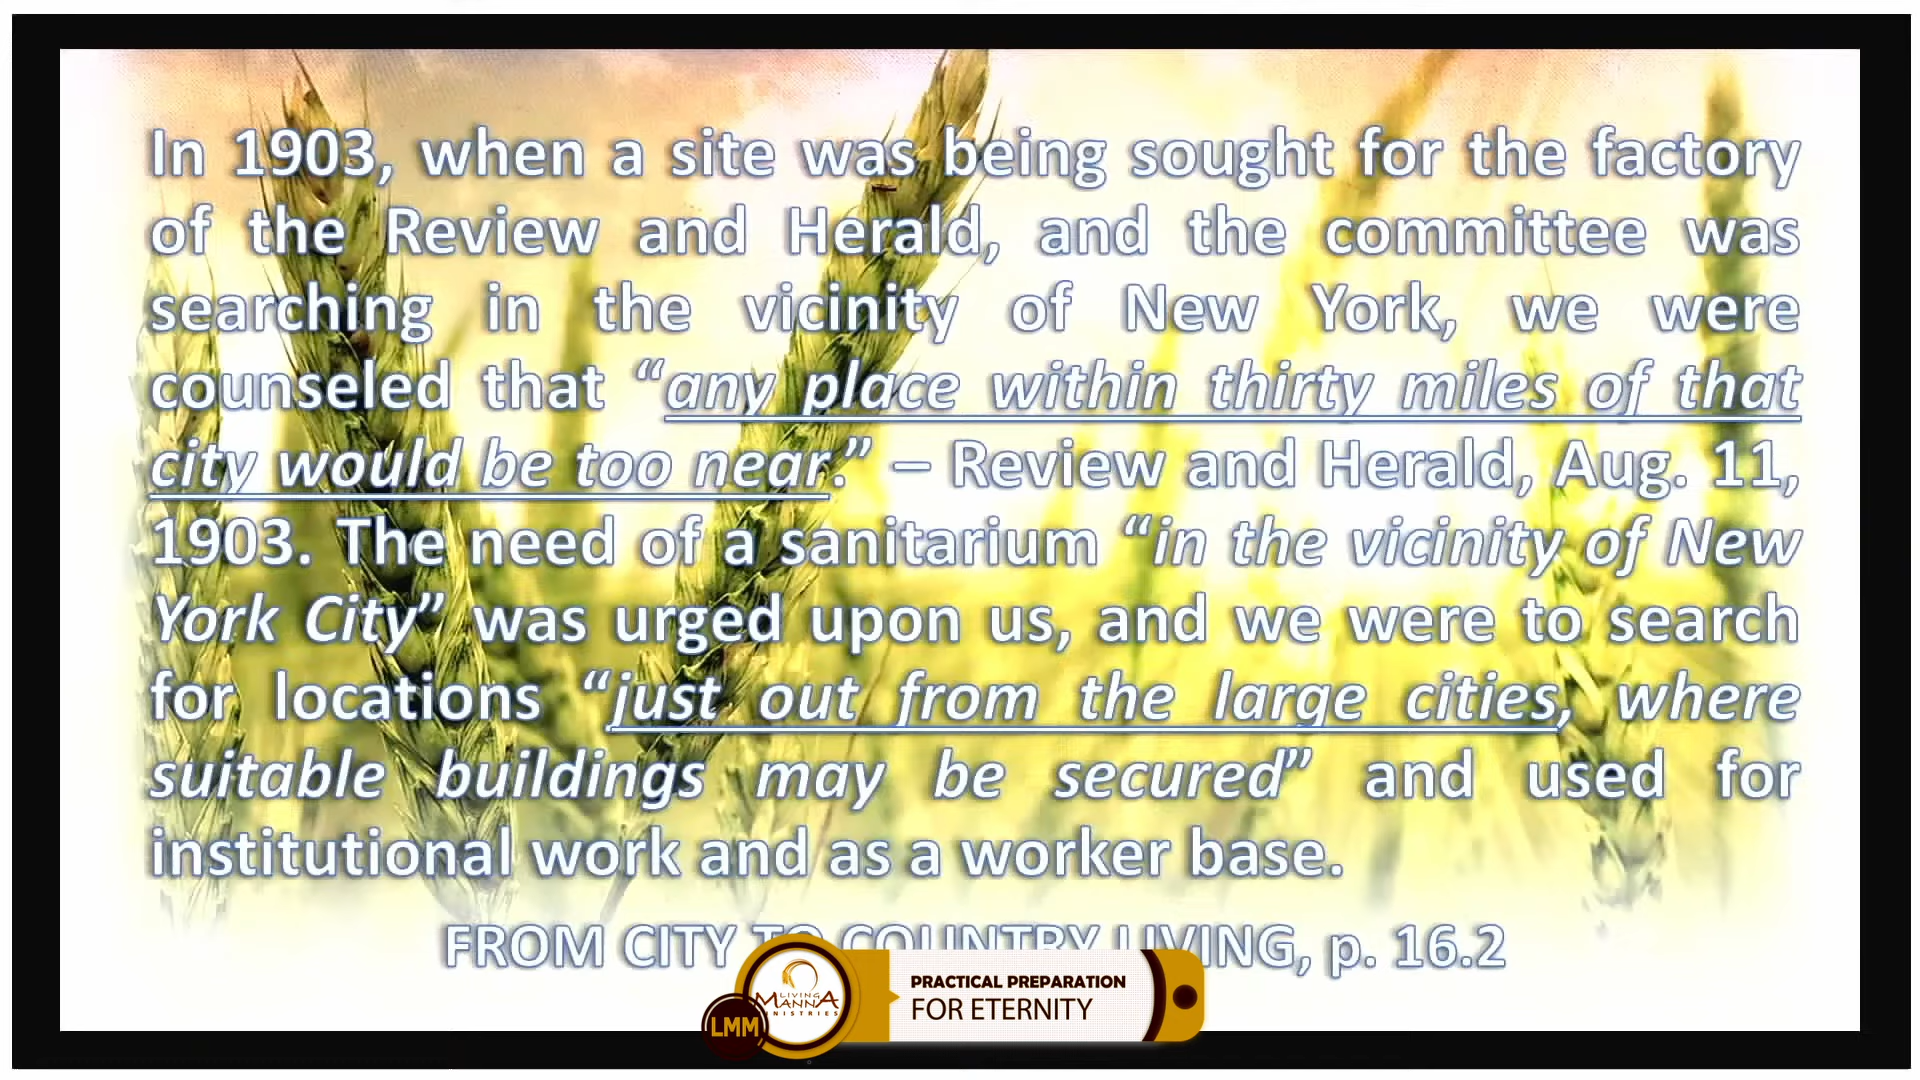 In 1903, when a site was being sought for the factory
of the Review and Herald, and the committee was
searching in the vicinity of New York, we were
counseled that “any place within thirty miles of that
city would be too near.” – Review and Herald, Aug. 11,
1903. The need of a sanitarium “in the vicinity of New
York City” was urged upon us, and we were to search
for locations “just out from the large cities, where
suitable buildings may be secured” and used for
institutional work and as a worker base.
FROM CITY TO COUNTRY LIVING, p. 16.2
LIVING
MANNA
MINISTRIES
LMM
PRACTICAL PREPARATION
FOR ETERNITY